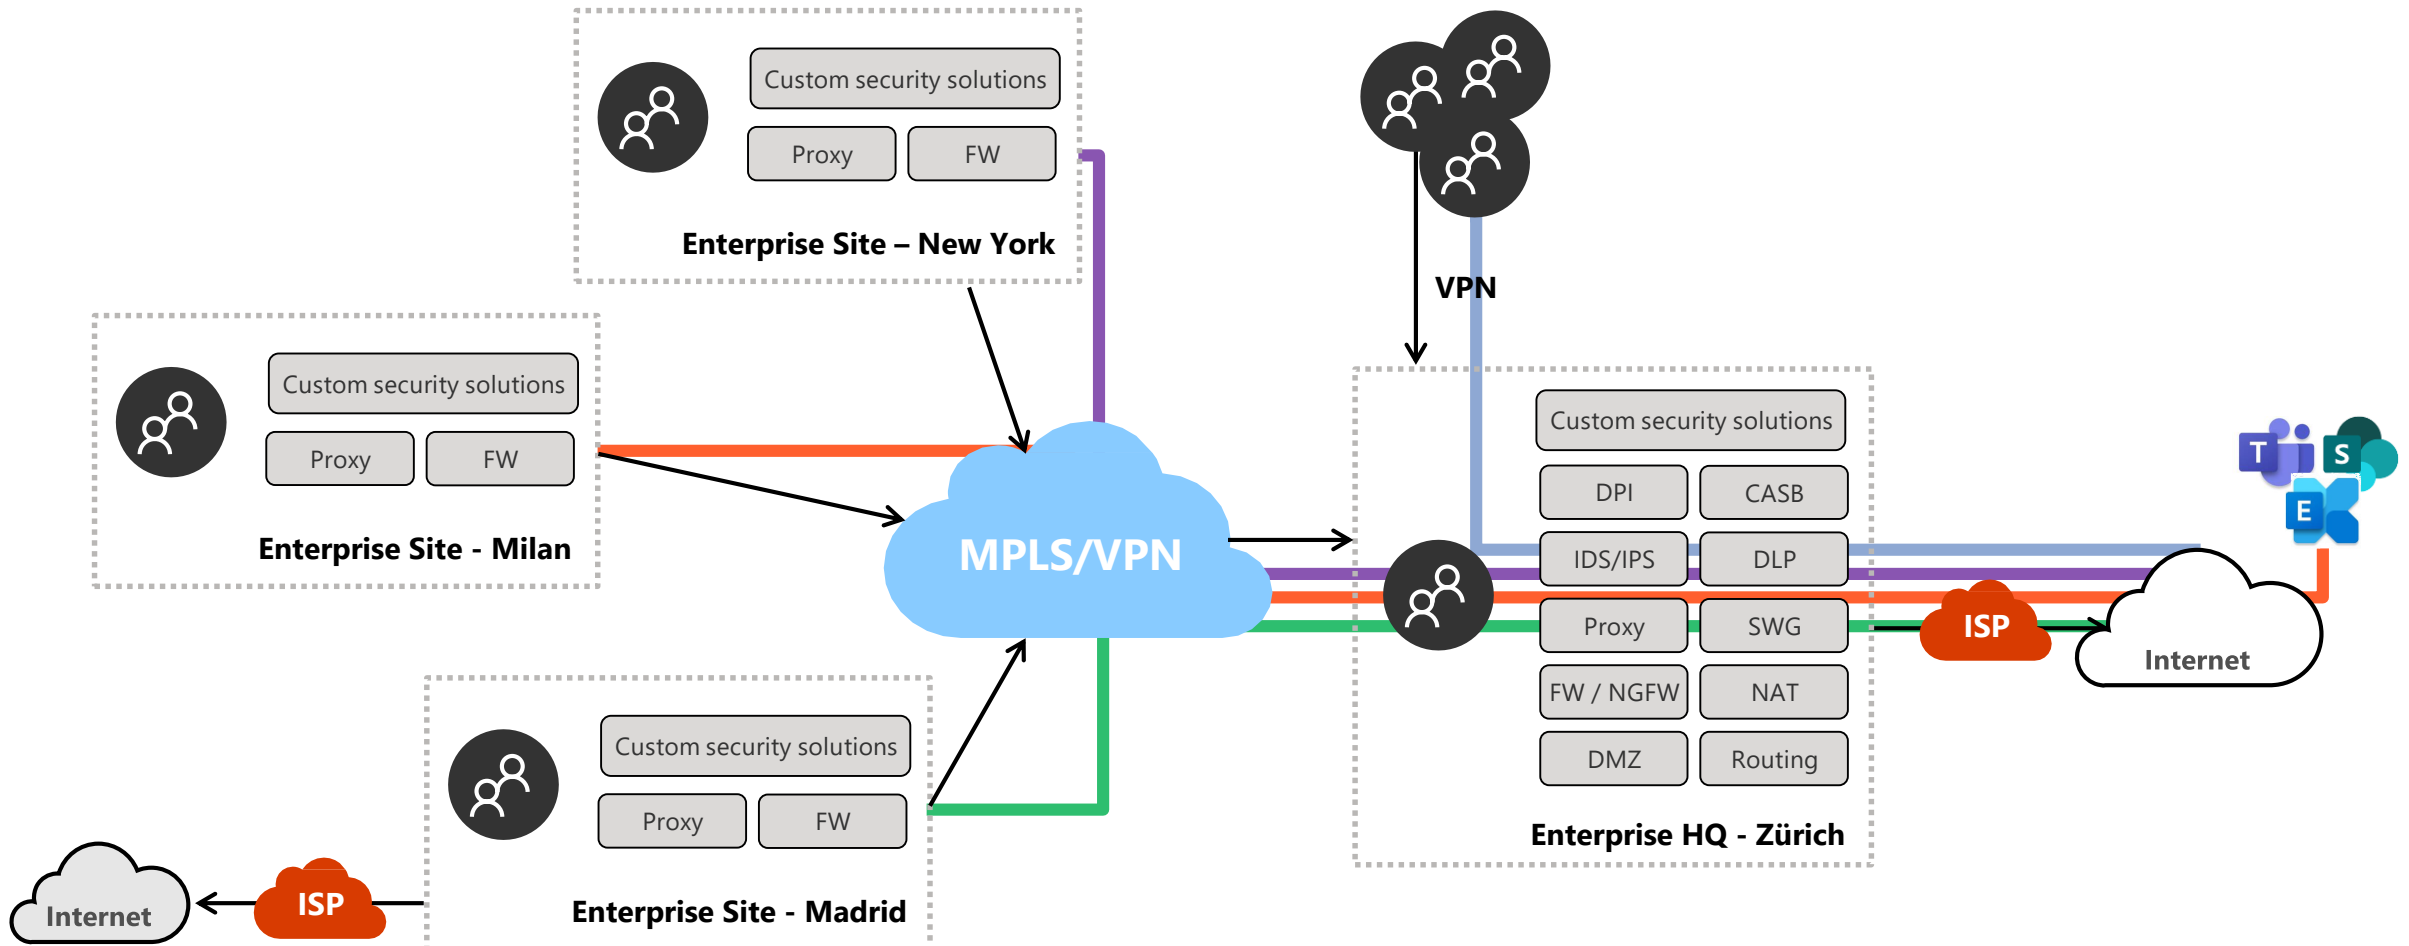 Custom security solutions
Proxy
FW
Enterprise Site – New York
VPN
Custom security solutions
Proxy
FW
Enterprise Site - Milan
MPLS/VPN
Custom security solutions
DPI
CASB
IDS/IPS
DLP
Proxy
SWG
FW / NGFW
NAT
DMZ
Routing
Enterprise HQ - Zürich
T
S
E
ISP
Internet
Custom security solutions
Proxy
FW
Enterprise Site - Madrid
ISP
Internet